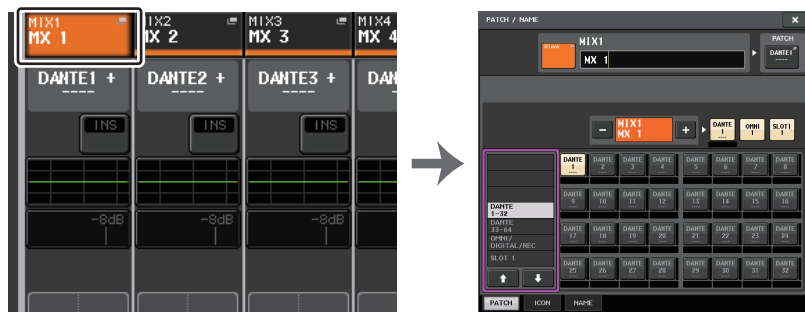 MIX1
MX 1
MIX2
MX 2
MIX3
MX 3
MIX4
MX 4
DANTE1 +
DANTE2 +
DANTE3 +
DAN
INS
INS
INS
-8dB
-8dB
-8dB
PATCH / NAME
Blank
MIX1
MX 1
PATCH
DANTE1
MIX1
MX 1
DANTE 1
OMNI 1
SLOT1 1
DANTE 1-32
DANTE 33-64
OMNI/ DIGITAL/REC
SLOT 1
DANTE 1
DANTE 2
DANTE 3
DANTE 4
DANTE 5
DANTE 6
DANTE 7
DANTE 8
DANTE 9
DANTE 10
DANTE 11
DANTE 12
DANTE 13
DANTE 14
DANTE 15
DANTE 16
DANTE 17
DANTE 18
DANTE 19
DANTE 20
DANTE 21
DANTE 22
DANTE 23
DANTE 24
DANTE 25
DANTE 26
DANTE 27
DANTE 28
DANTE 29
DANTE 30
DANTE 31
DANTE 32
PATCH
ICON
NAME